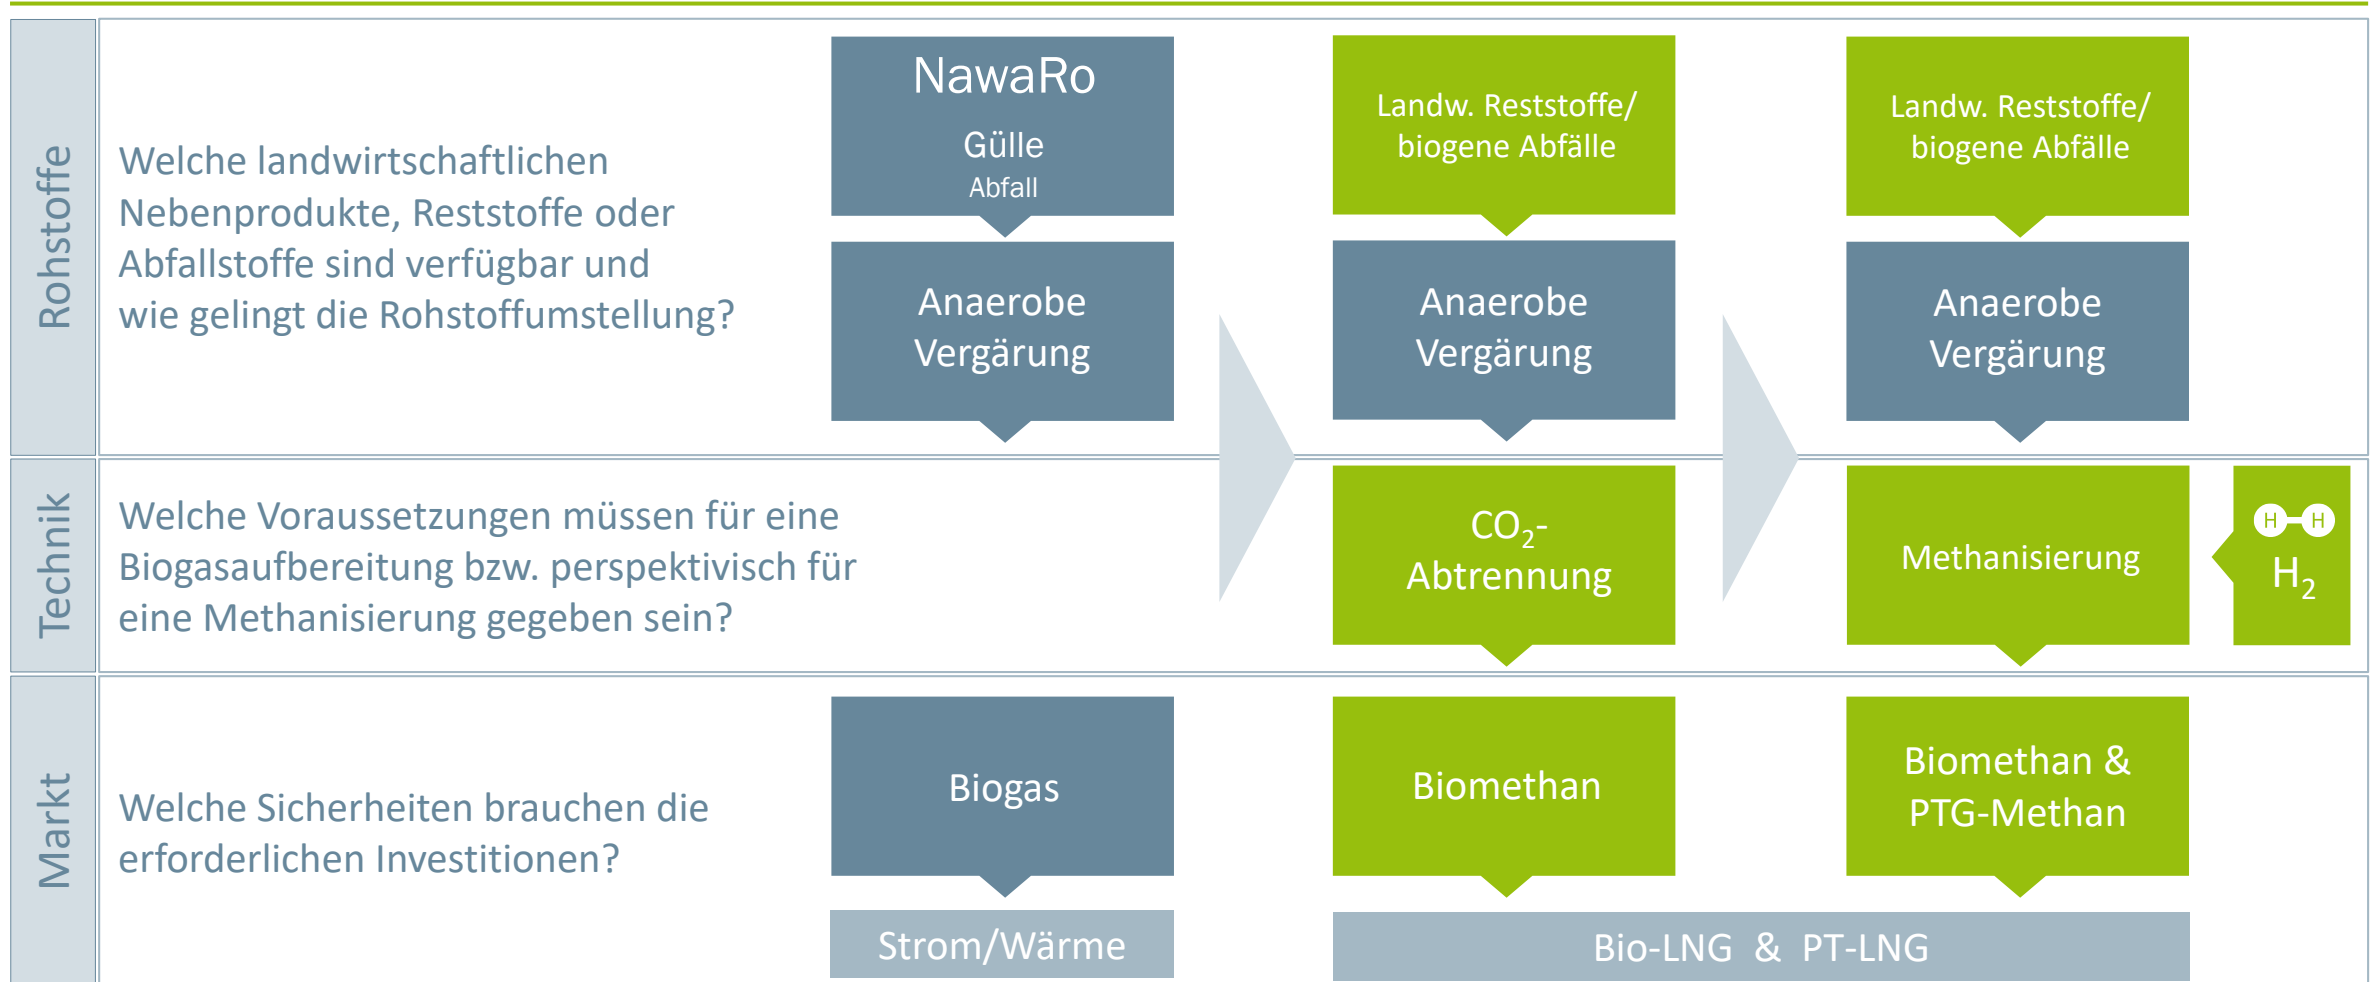 Rohstoffe
Welche landwirtschaftlichen
Nebenprodukte, Reststoffe oder
Abfallstoffe sind verfügbar und
wie gelingt die Rohstoffumstellung?
NawaRo
Gülle
Abfall
Anaerobe
Vergärung
Landw. Reststoffe/
biogene Abfälle
Anaerobe
Vergärung
Landw. Reststoffe/
biogene Abfälle
Anaerobe
Vergärung
Technik
Welche Voraussetzungen müssen für eine
Biogasaufbereitung bzw. perspektivisch für
eine Methanisierung gegeben sein?
CO₂-
Abtrennung
Methanisierung
H H
H₂
Markt
Welche Sicherheiten brauchen die
erforderlichen Investitionen?
Biogas
Biomethan
Biomethan &
PTG-Methan
Strom/Wärme
Bio-LNG & PT-LNG